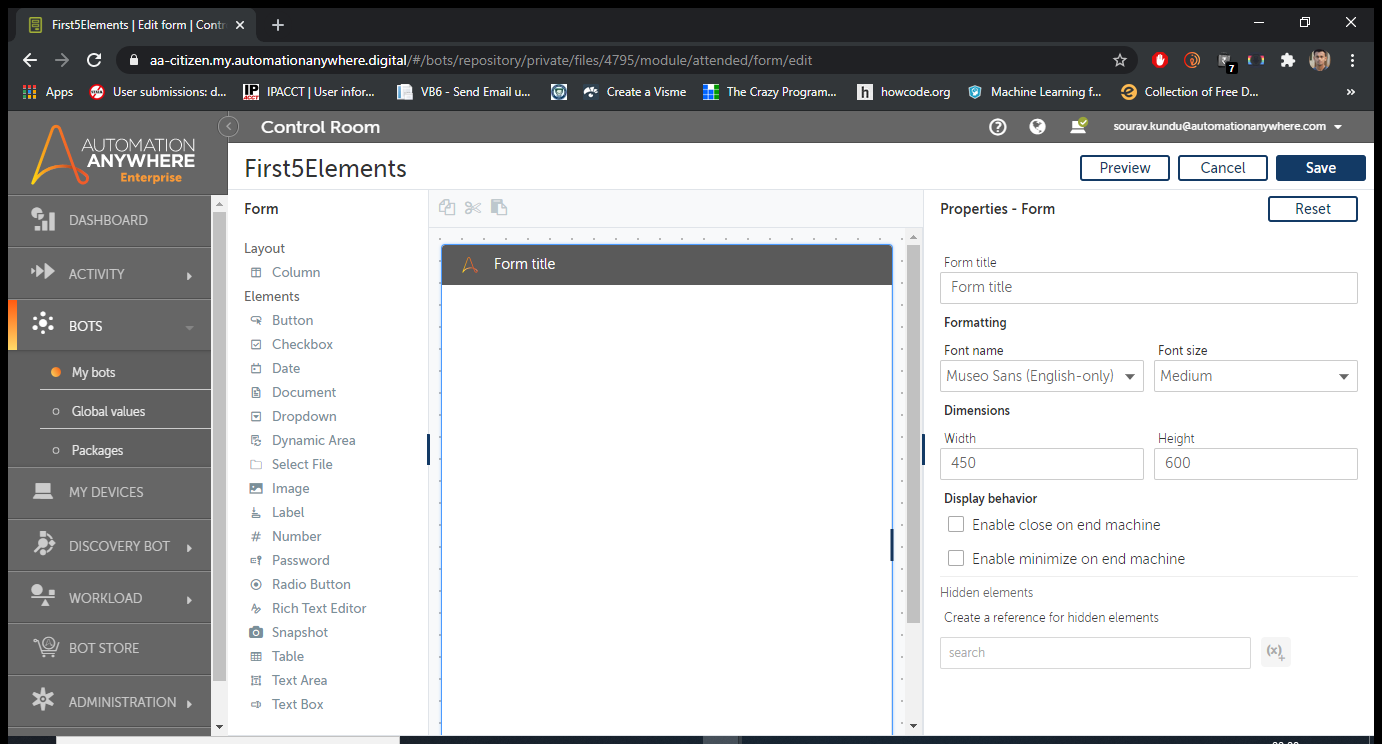 First5Elements | Edit form | Contr
aa-citizen.my.automationanywhere.digital/#/bots/repository/private/files/4795/module/attended/form/edit
7
Apps
User submissions: d...
IPACCT | User infor...
VB6 - Send Email u...
Create a Visme
The Crazy Program...
howcode.org
Machine Learning f...
Collection of Free D...
»
AUTOMATION
ANYWHERE
Enterprise
Control Room
sourav.kundu@automationanywhere.com
First5Elements
Preview
Cancel
Save
DASHBOARD
ACTIVITY
BOTS
My bots
Global values
Packages
MY DEVICES
DISCOVERY BOT
WORKLOAD
BOT STORE
ADMINISTRATION
Form
Layout
Column
Elements
Button
Checkbox
Date
Document
Dropdown
Dynamic Area
Select File
Image
Label
Number
Password
Radio Button
Rich Text Editor
Snapshot
Table
Text Area
Text Box
Form title
Properties - Form
Reset
Form title
Form title
Formatting
Font name
Font size
Museo Sans (English-only)
Medium
Dimensions
Width
Height
450
600
Display behavior
Enable close on end machine
Enable minimize on end machine
Hidden elements
Create a reference for hidden elements
search
(x)+